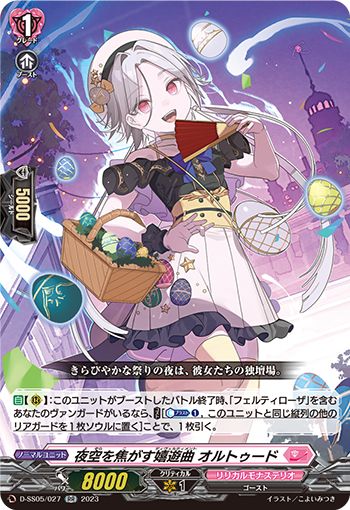 1
グレード
ブースト
5000
シールド
きらびやかな祭りの夜は、彼女たちの独壇場。
自【R】:このユニットがブーストしたバトル終了時、「フェルティローザ」を含む
あなたのヴァンガードがいるなら、【コスト】[ブラスト 1, このユニットと同じ縦列の他の
リアガードを1枚ソウルに置く]ことで、1枚引く。
ノーマルユニット
夜空を焦がす嬉遊曲 オルトゥード
パワー 8000
クリティカル
1
リリカルモナステリオ
ゴースト
D-SS05/027 RR 2023
イラスト/こよいみつき